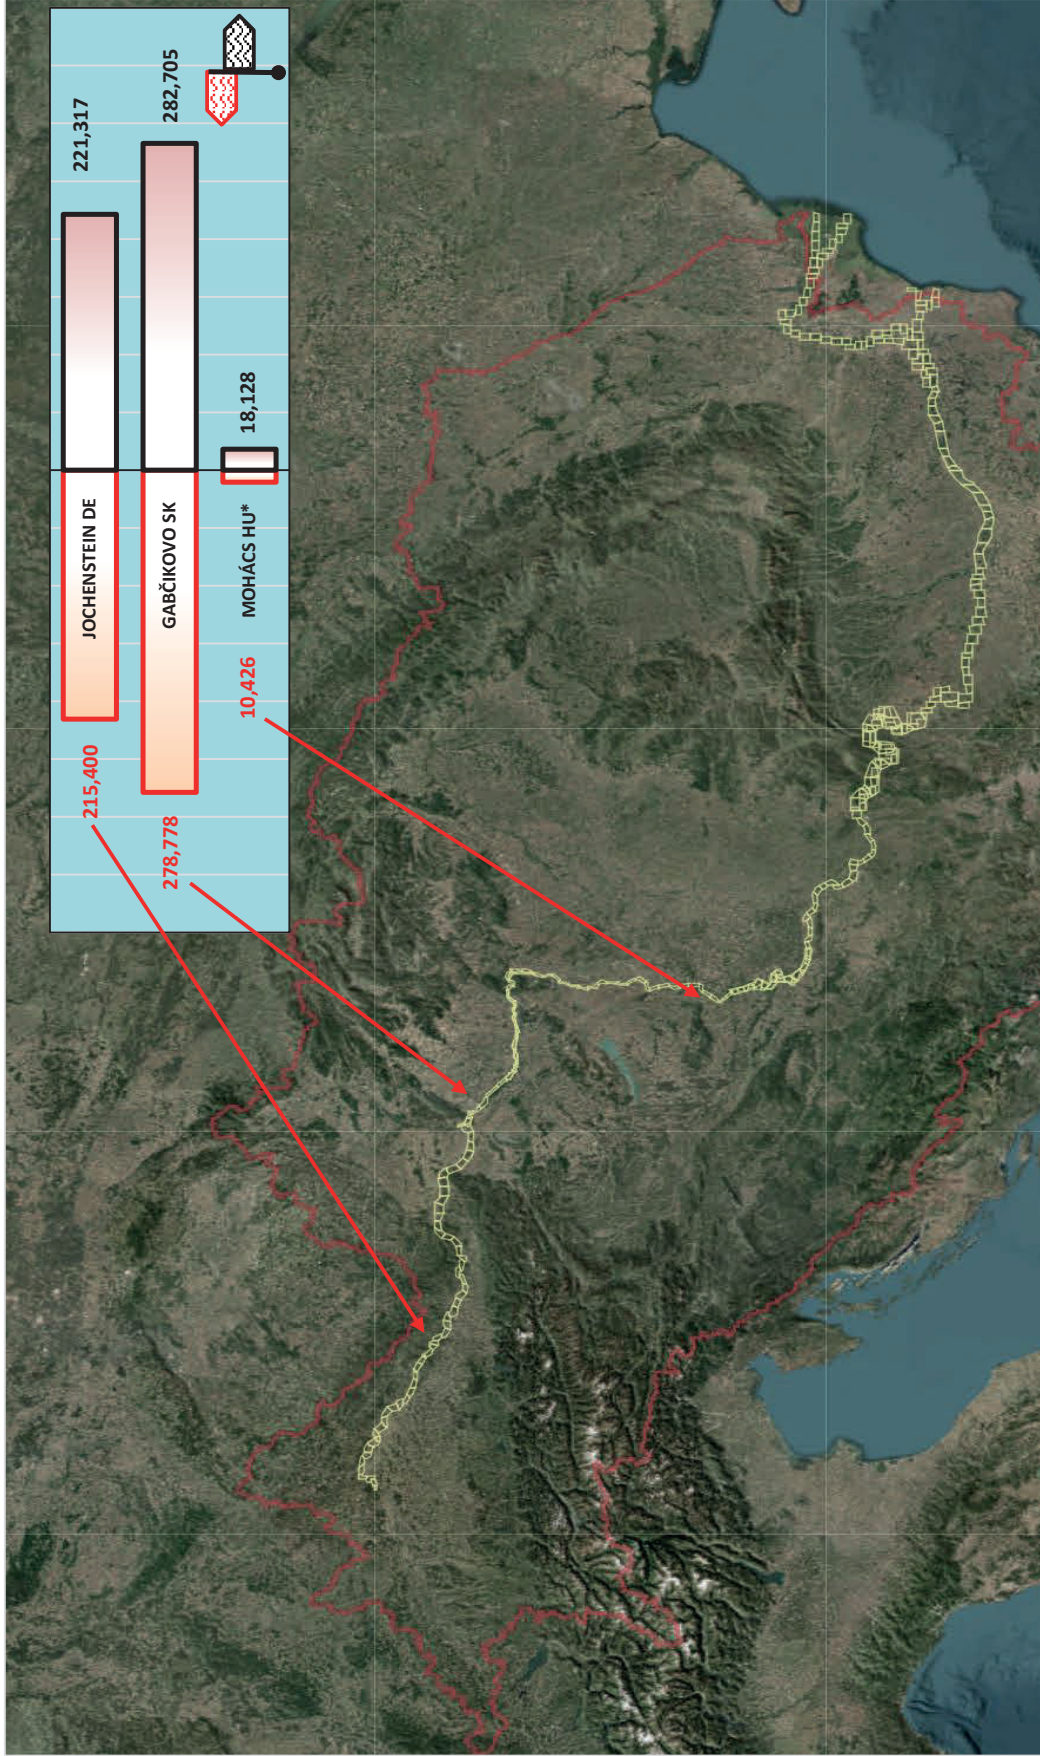 215,400 JOCHENSTEIN DE 221,317
278,778 GABČIKOVO SK 282,705
10,426 MOHÁCS HU* 18,128